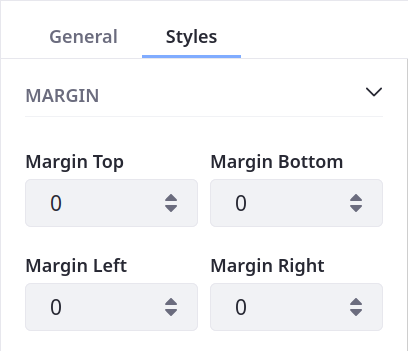 General Styles
MARGIN
Margin Top Margin Bottom
0 0
Margin Left Margin Right
0 0